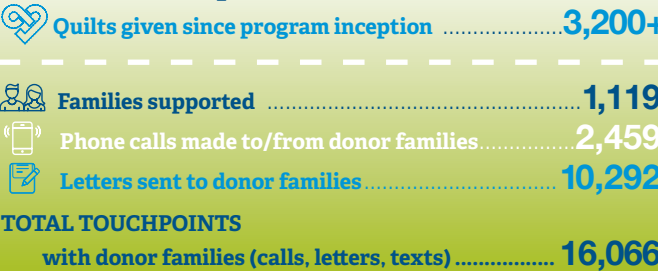 Quilts given since program inception ....................3,200+
Families supported ....................................................1,119
Phone calls made to/from donor families................2,459
Letters sent to donor families................................ 10,292
TOTAL TOUCHPOINTS
with donor families (calls, letters, texts) ................. 16,066